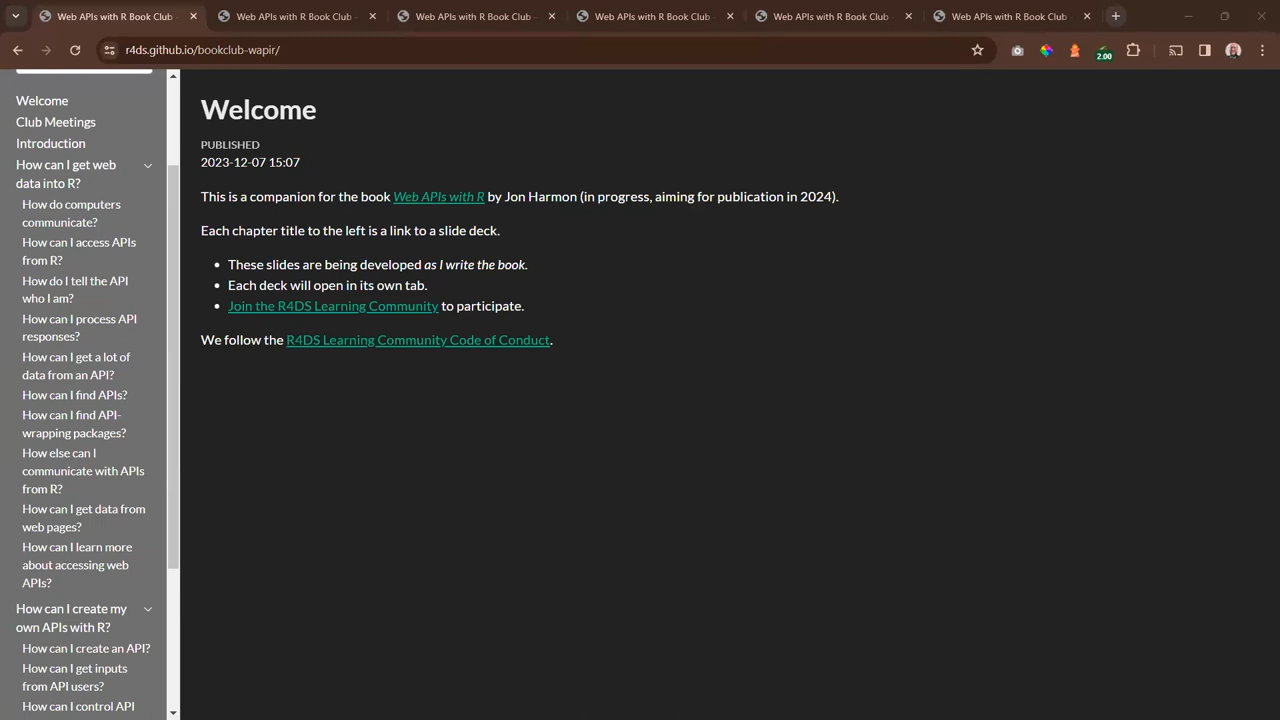 Web APIs with R Book Club -
Web APIs with R Book Club -
Web APIs with R Book Club -
Web APIs with R Book Club -
Web APIs with R Book Club -
Web APIs with R Book Club
r4ds.github.io/bookclub-wapir/
2.00
Welcome
Club Meetings
Introduction
How can I get web
data into R?
How do computers
communicate?
How can I access APIs
from R?
How do I tell the API
who I am?
How can I process API
responses?
How can I get a lot of
data from an API?
How can I find APIs?
How can I find API-
wrapping packages?
How else can I
communicate with APIs
from R?
How can I get data from
web pages?
How can I learn more
about accessing web
APIs?
How can I create my
own APIs with R?
How can I create an API?
How can I get inputs
from API users?
How can I control API
Welcome
PUBLISHED
2023-12-07 15:07
This is a companion for the book Web APIs with R by Jon Harmon (in progress, aiming for publication in 2024).
Each chapter title to the left is a link to a slide deck.
• These slides are being developed as I write the book.
• Each deck will open in its own tab.
• Join the R4DS Learning Community to participate.
We follow the R4DS Learning Community Code of Conduct.